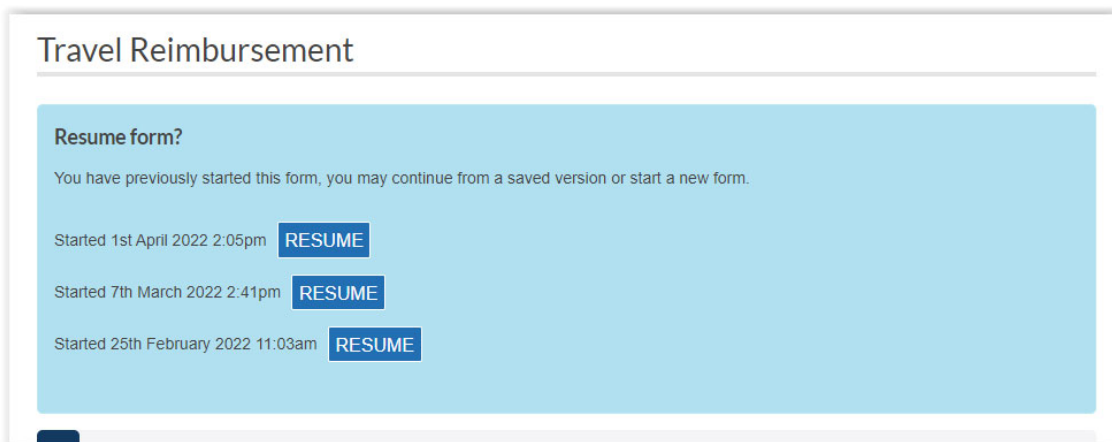 Travel Reimbursement
Resume form?
You have previously started this form, you may continue from a saved version or start a new form.
Started 1st April 2022 2:05pm RESUME
Started 7th March 2022 2:41pm RESUME
Started 25th February 2022 11:03am RESUME